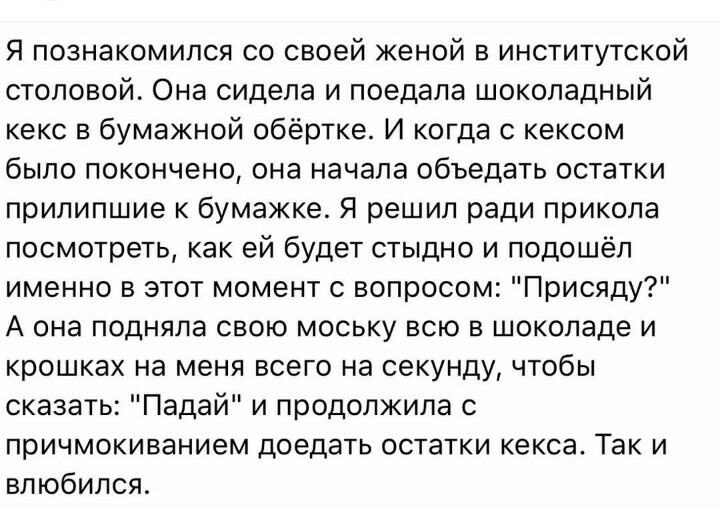 Я познакомился со своей женой в институтской
столовой. Она сидела и поедала шоколадный
кекс в бумажной обёртке. И когда с кексом
было покончено, она начала объедать остатки
прилипшие к бумажке. Я решил ради прикола
посмотреть, как ей будет стыдно и подошёл
именно в этот момент с вопросом: "Присяду?"
А она подняла свою моську всю в шоколаде и
крошках на меня всего на секунду, чтобы
сказать: "Падай" и продолжила с
причмокиванием доедать остатки кекса. Так и
влюбился.